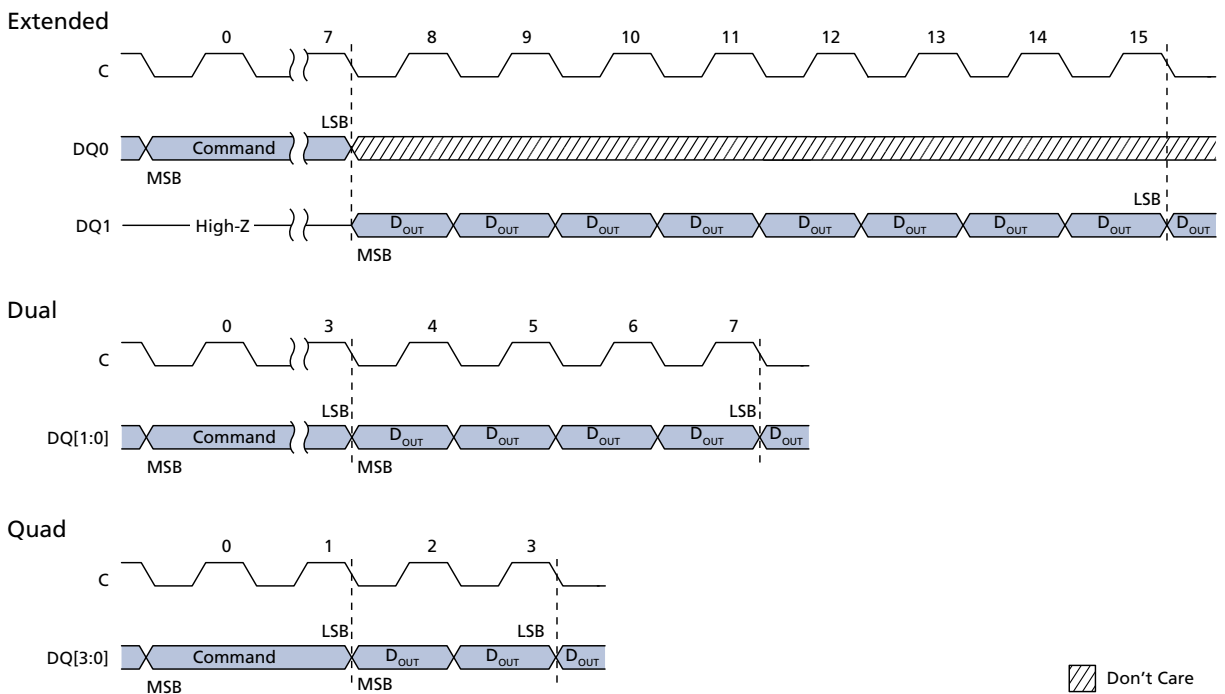 Extended
0 7 8 9 10 11 12 13 14 15
C
LSB
DQ0 Command
MSB
LSB
DQ1 High-Z DOUT DOUT DOUT DOUT DOUT DOUT DOUT DOUT DOUT
MSB
Dual
0 3 4 5 6 7
C
LSB LSB
DQ[1:0] Command DOUT DOUT DOUT DOUT DOUT
MSB MSB
Quad
0 1 2 3
C
LSB LSB
DQ[3:0] Command DOUT DOUT DOUT
MSB MSB
Don't Care